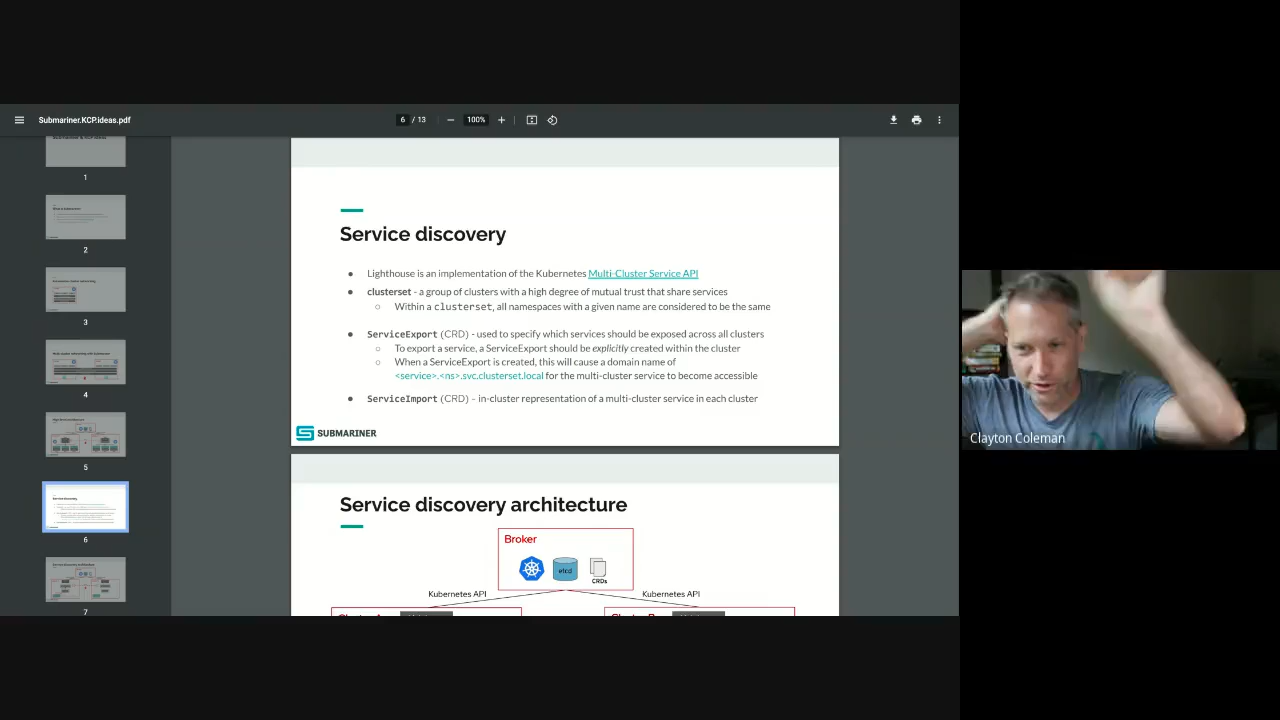 Submariner.KCP.ideas.pdf
6 / 13
100%
1
2
3
4
5
6
7
Service discovery
● Lighthouse is an implementation of the Kubernetes Multi-Cluster Service API
● clusterset - a group of clusters with a high degree of mutual trust that share services
○ Within a clusterset, all namespaces with a given name are considered to be the same
● ServiceExport (CRD) - used to specify which services should be exposed across all clusters
○ To export a service, a ServiceExport should be explicitly created within the cluster
○ When a ServiceExport is created, this will cause a domain name of
<service>.<ns>.svc.clusterset.local for the multi-cluster service to become accessible
● ServiceImport (CRD) - in-cluster representation of a multi-cluster service in each cluster
SUBMARINER
Service discovery architecture
Broker
etcd
CRDs
Kubernetes API
Kubernetes API
Clayton Coleman